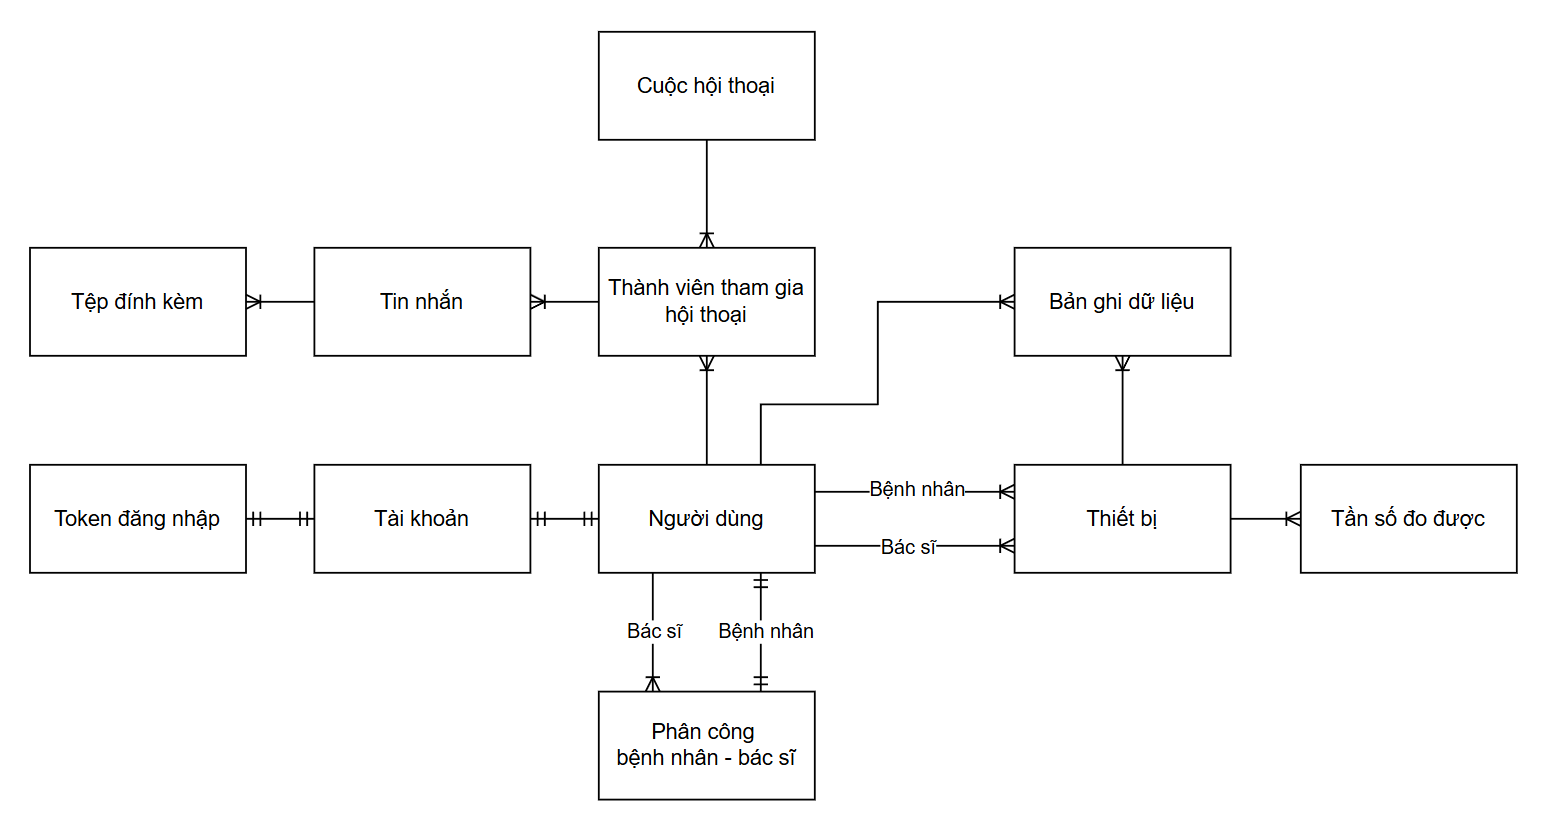 Cuộc hội thoại
Tệp đính kèm
Tin nhắn
Thành viên tham gia
hội thoại
Bản ghi dữ liệu
Token đăng nhập
Tài khoản
Người dùng
Bệnh nhân
Bác sĩ
Thiết bị
Tần số đo được
Bác sĩ
Bệnh nhân
Phân công
bệnh nhân - bác sĩ